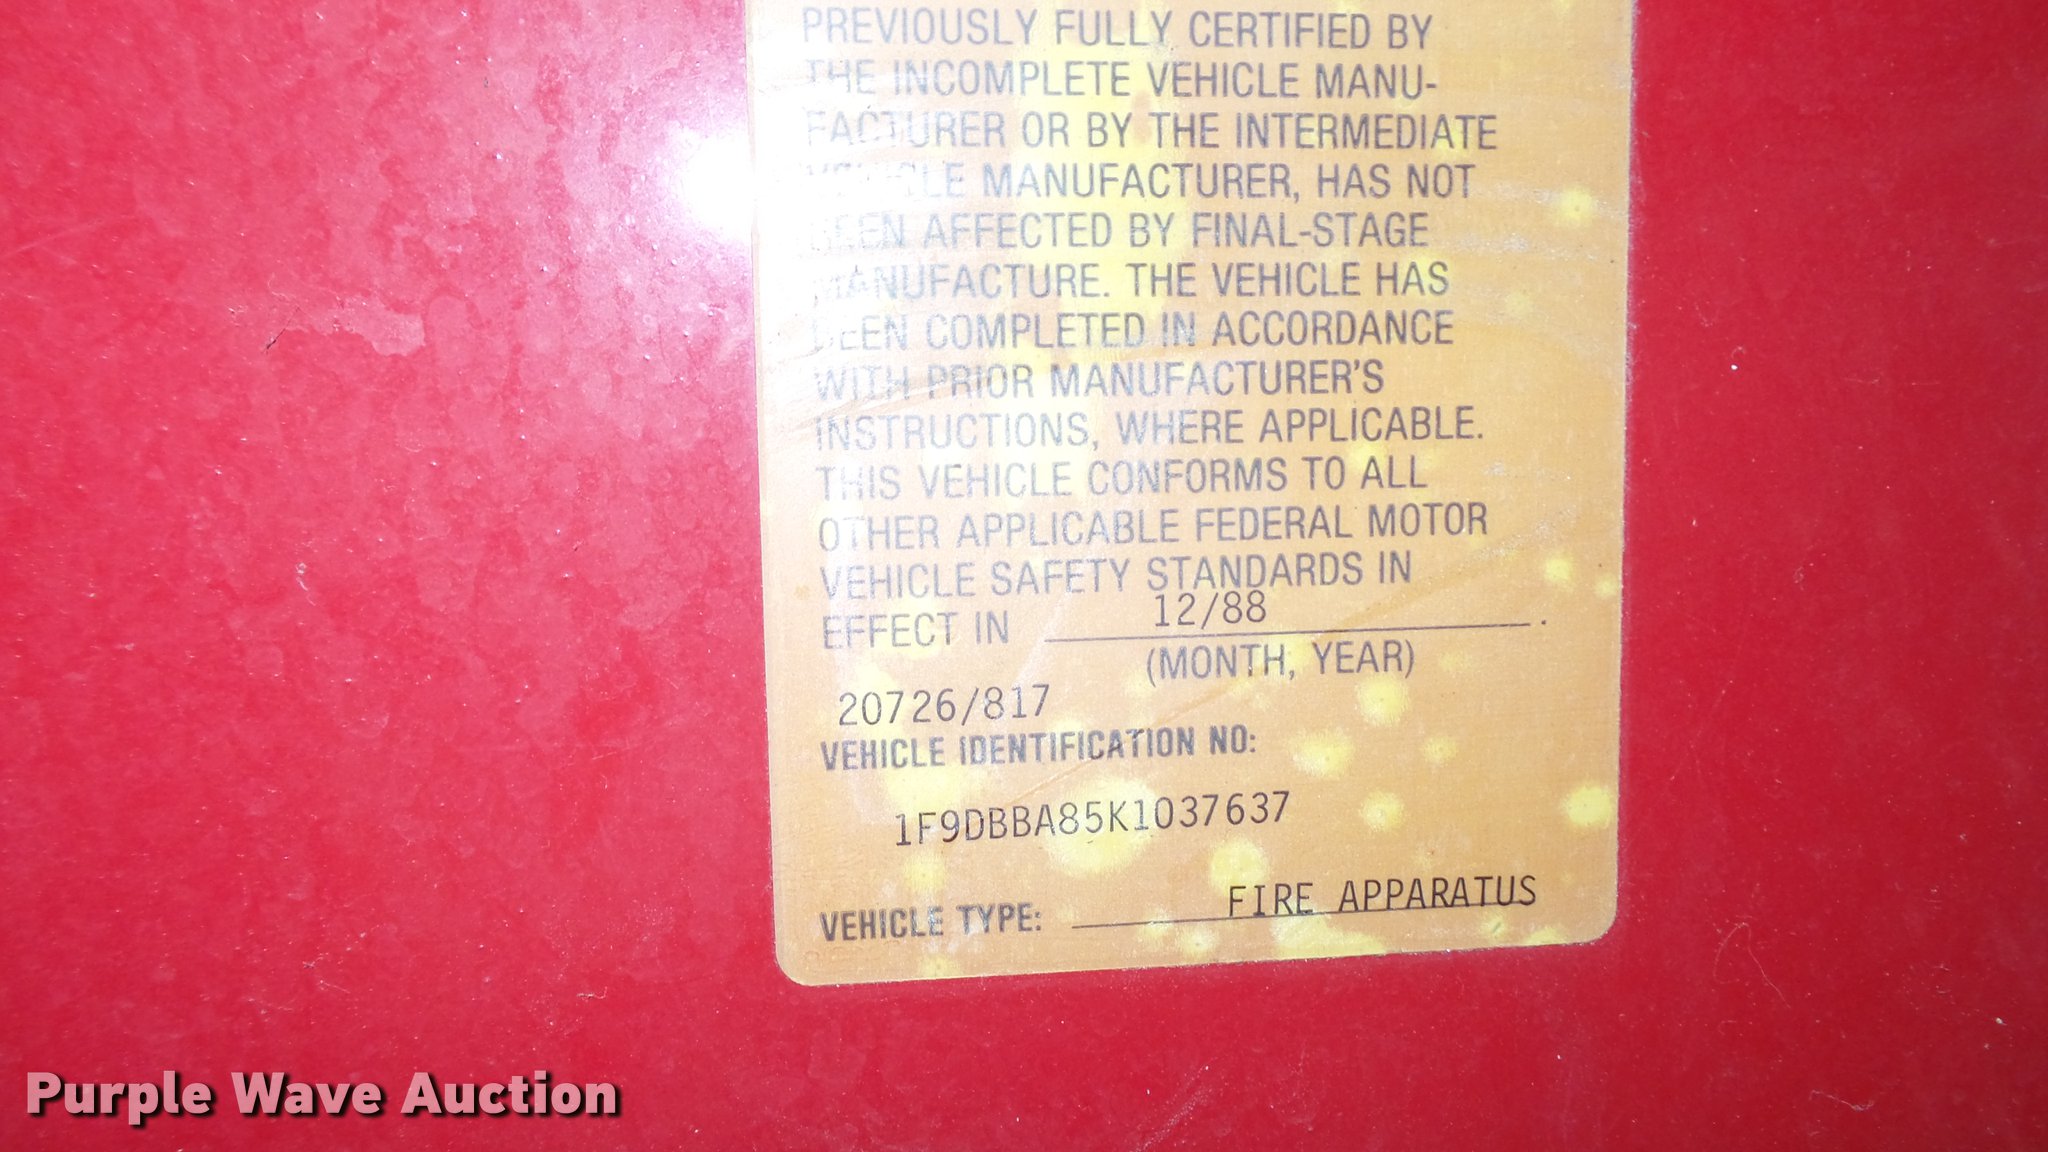 PREVIOUSLY FULLY CERTIFIED BY
THE INCOMPLETE VEHICLE MANU-
FACTURER OR BY THE INTERMEDIATE
VEHICLE MANUFACTURER, HAS NOT
BEEN AFFECTED BY FINAL-STAGE
MANUFACTURE. THE VEHICLE HAS
BEEN COMPLETED IN ACCORDANCE
WITH PRIOR MANUFACTURER'S
INSTRUCTIONS, WHERE APPLICABLE.
THIS VEHICLE CONFORMS TO ALL
OTHER APPLICABLE FEDERAL MOTOR
VEHICLE SAFETY STANDARDS IN
EFFECT IN 12/88.
(MONTH, YEAR)
20726/817
VEHICLE IDENTIFICATION NO:
1F9DBBA85K1037637
VEHICLE TYPE: FIRE APPARATUS
Purple Wave Auction